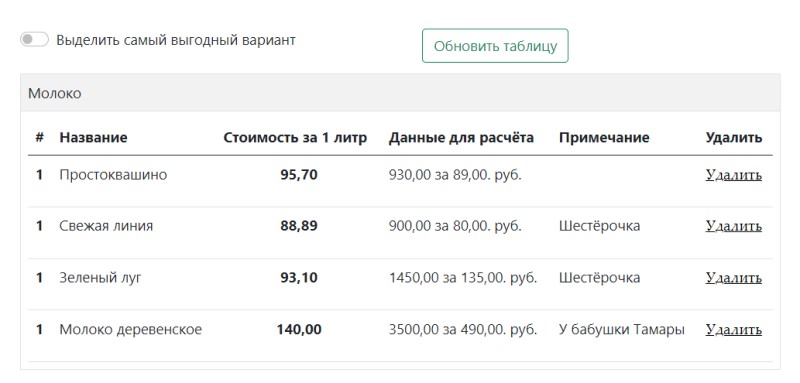 Выделить самый выгодный вариант Обновить таблицу
Молоко
# Название Стоимость за 1 литр Данные для расчёта Примечание Удалить
1 Простоквашино 95,70 930,00 за 89,00. руб. Удалить
1 Свежая линия 88,89 900,00 за 80,00. руб. Шестёрочка Удалить
1 Зеленый луг 93,10 1450,00 за 135,00. руб. Шестёрочка Удалить
1 Молоко деревенское 140,00 3500,00 за 490,00. руб. У бабушки Тамары Удалить